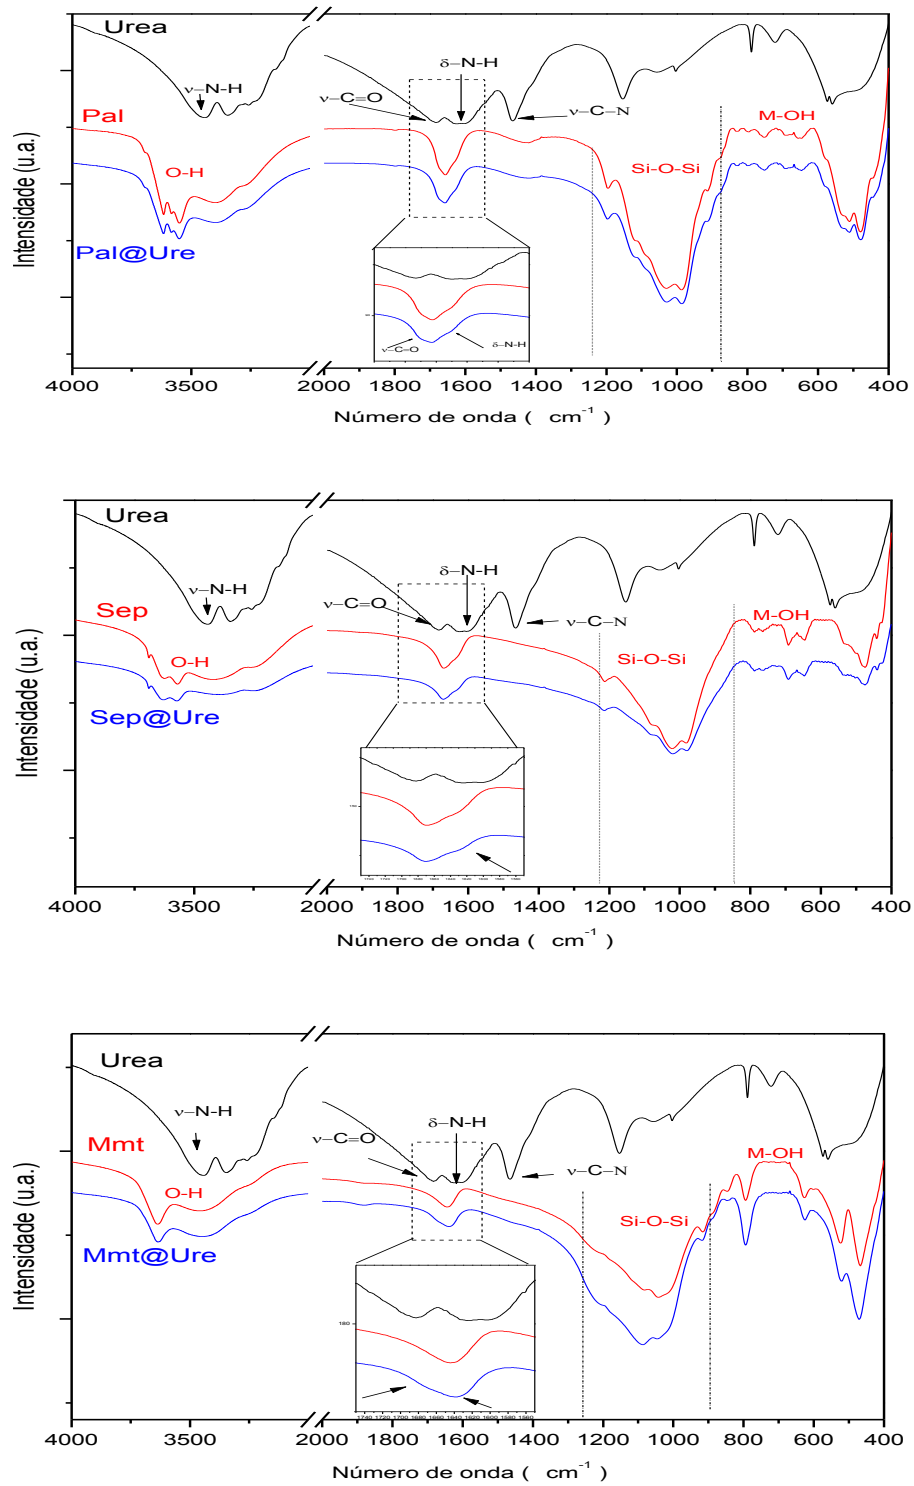 Urea
δ–N-H
ν–N-H
ν–C=O
ν–C–N
Pal
M-OH
O-H
Si-O-Si
Pal@Ure
ν–C=O
δ–N-H
Intensidade (u.a.)
4000 3500 2000 1800 1600 1400 1200 1000 800 600 400
Número de onda ( cm-1 )
Urea
δ–N-H
ν–N-H
ν–C=O
Sep
ν–C–N
M-OH
O-H
Si-O-Si
Sep@Ure
Intensidade (u.a.)
4000 3500 2000 1800 1600 1400 1200 1000 800 600 400
Número de onda ( cm-1 )
Urea
ν–N-H
δ–N-H
Mmt
ν–C=O
ν–C–N
M-OH
O-H
Si-O-Si
Mmt@Ure
180
1740 1720 1700 1680 1660 1640 1620 1600 1580 1560
Intensidade (u.a.)
4000 3500 2000 1800 1600 1400 1200 1000 800 600 400
Número de onda ( cm-1 )